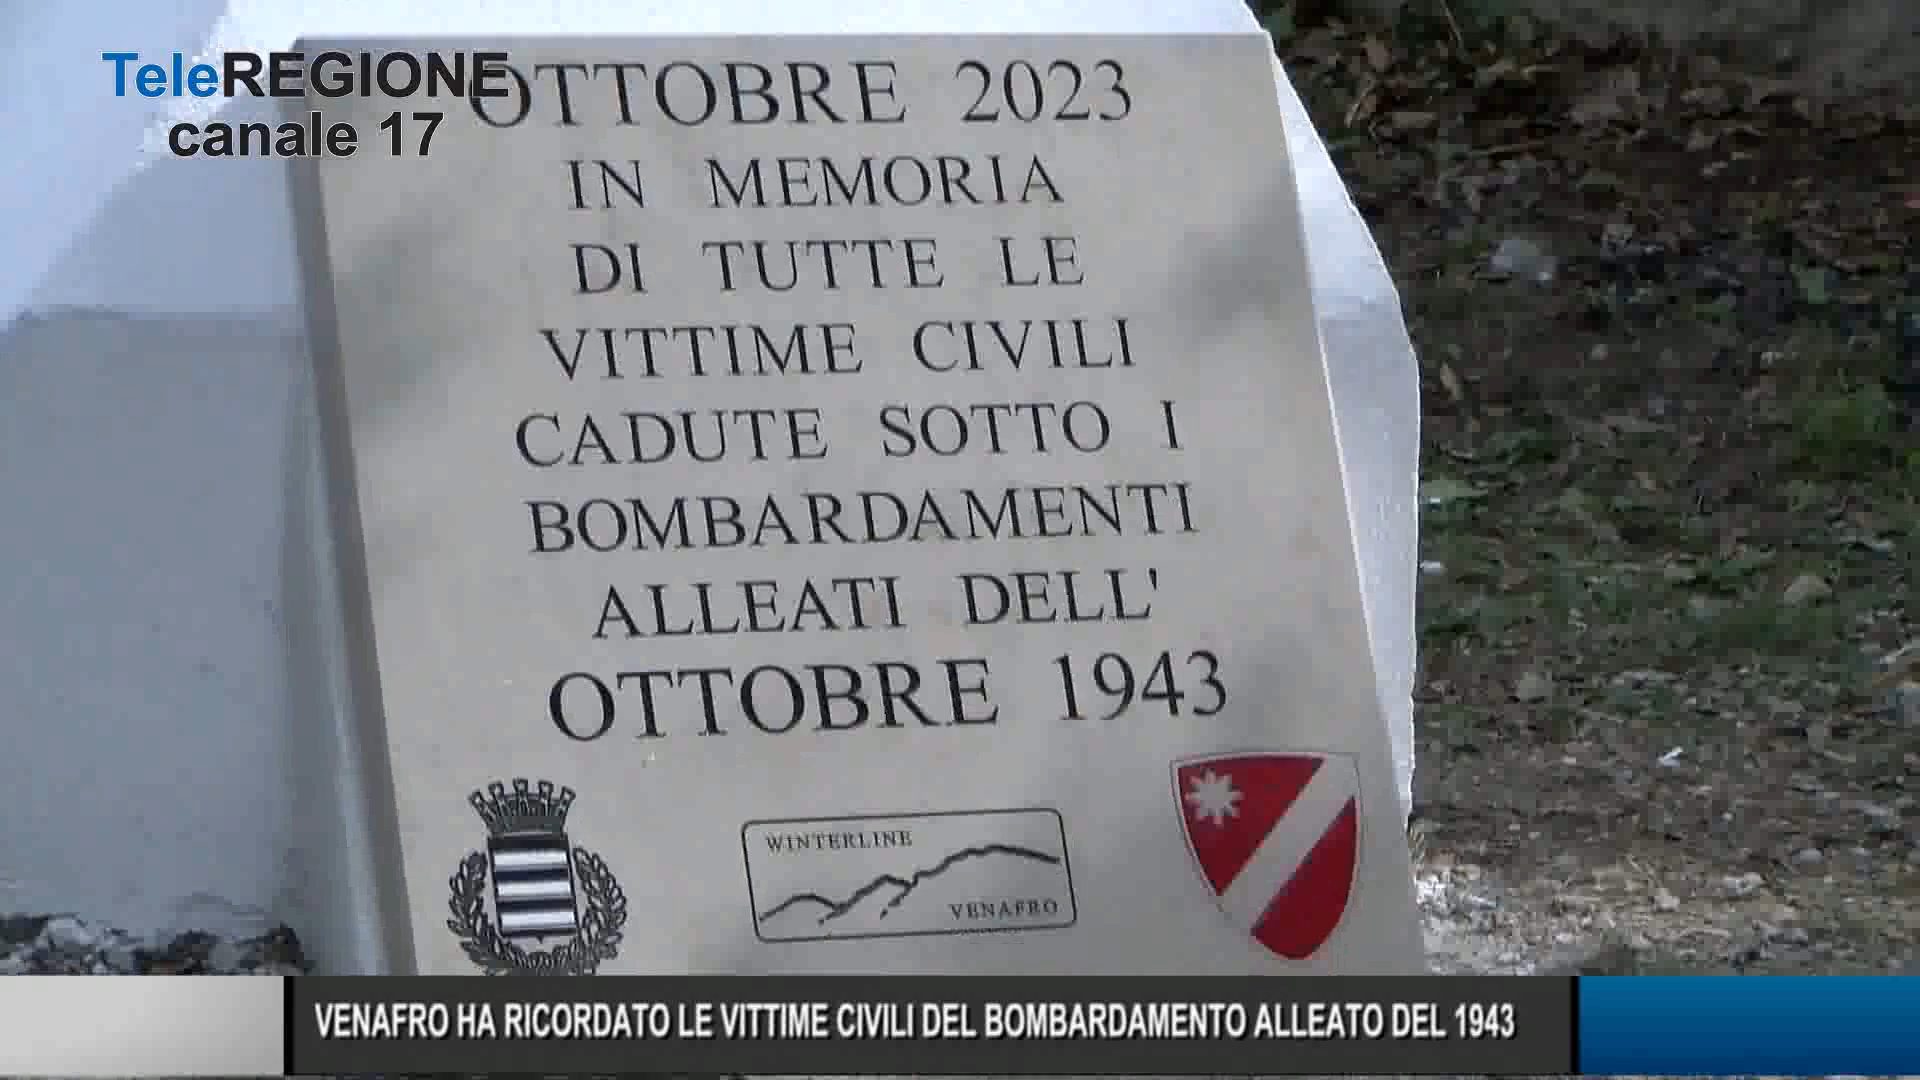 TeleREGIONE
canale 17
OTTOBRE 2023
IN MEMORIA
DI TUTTE LE
VITTIME CIVILI
CADUTE SOTTO I
BOMBARDAMENTI
ALLEATI DELL'
OTTOBRE 1943
WINTERLINE
VENAFRO
VENAFRO HA RICORDATO LE VITTIME CIVILI DEL BOMBARDAMENTO ALLEATO DEL 1943